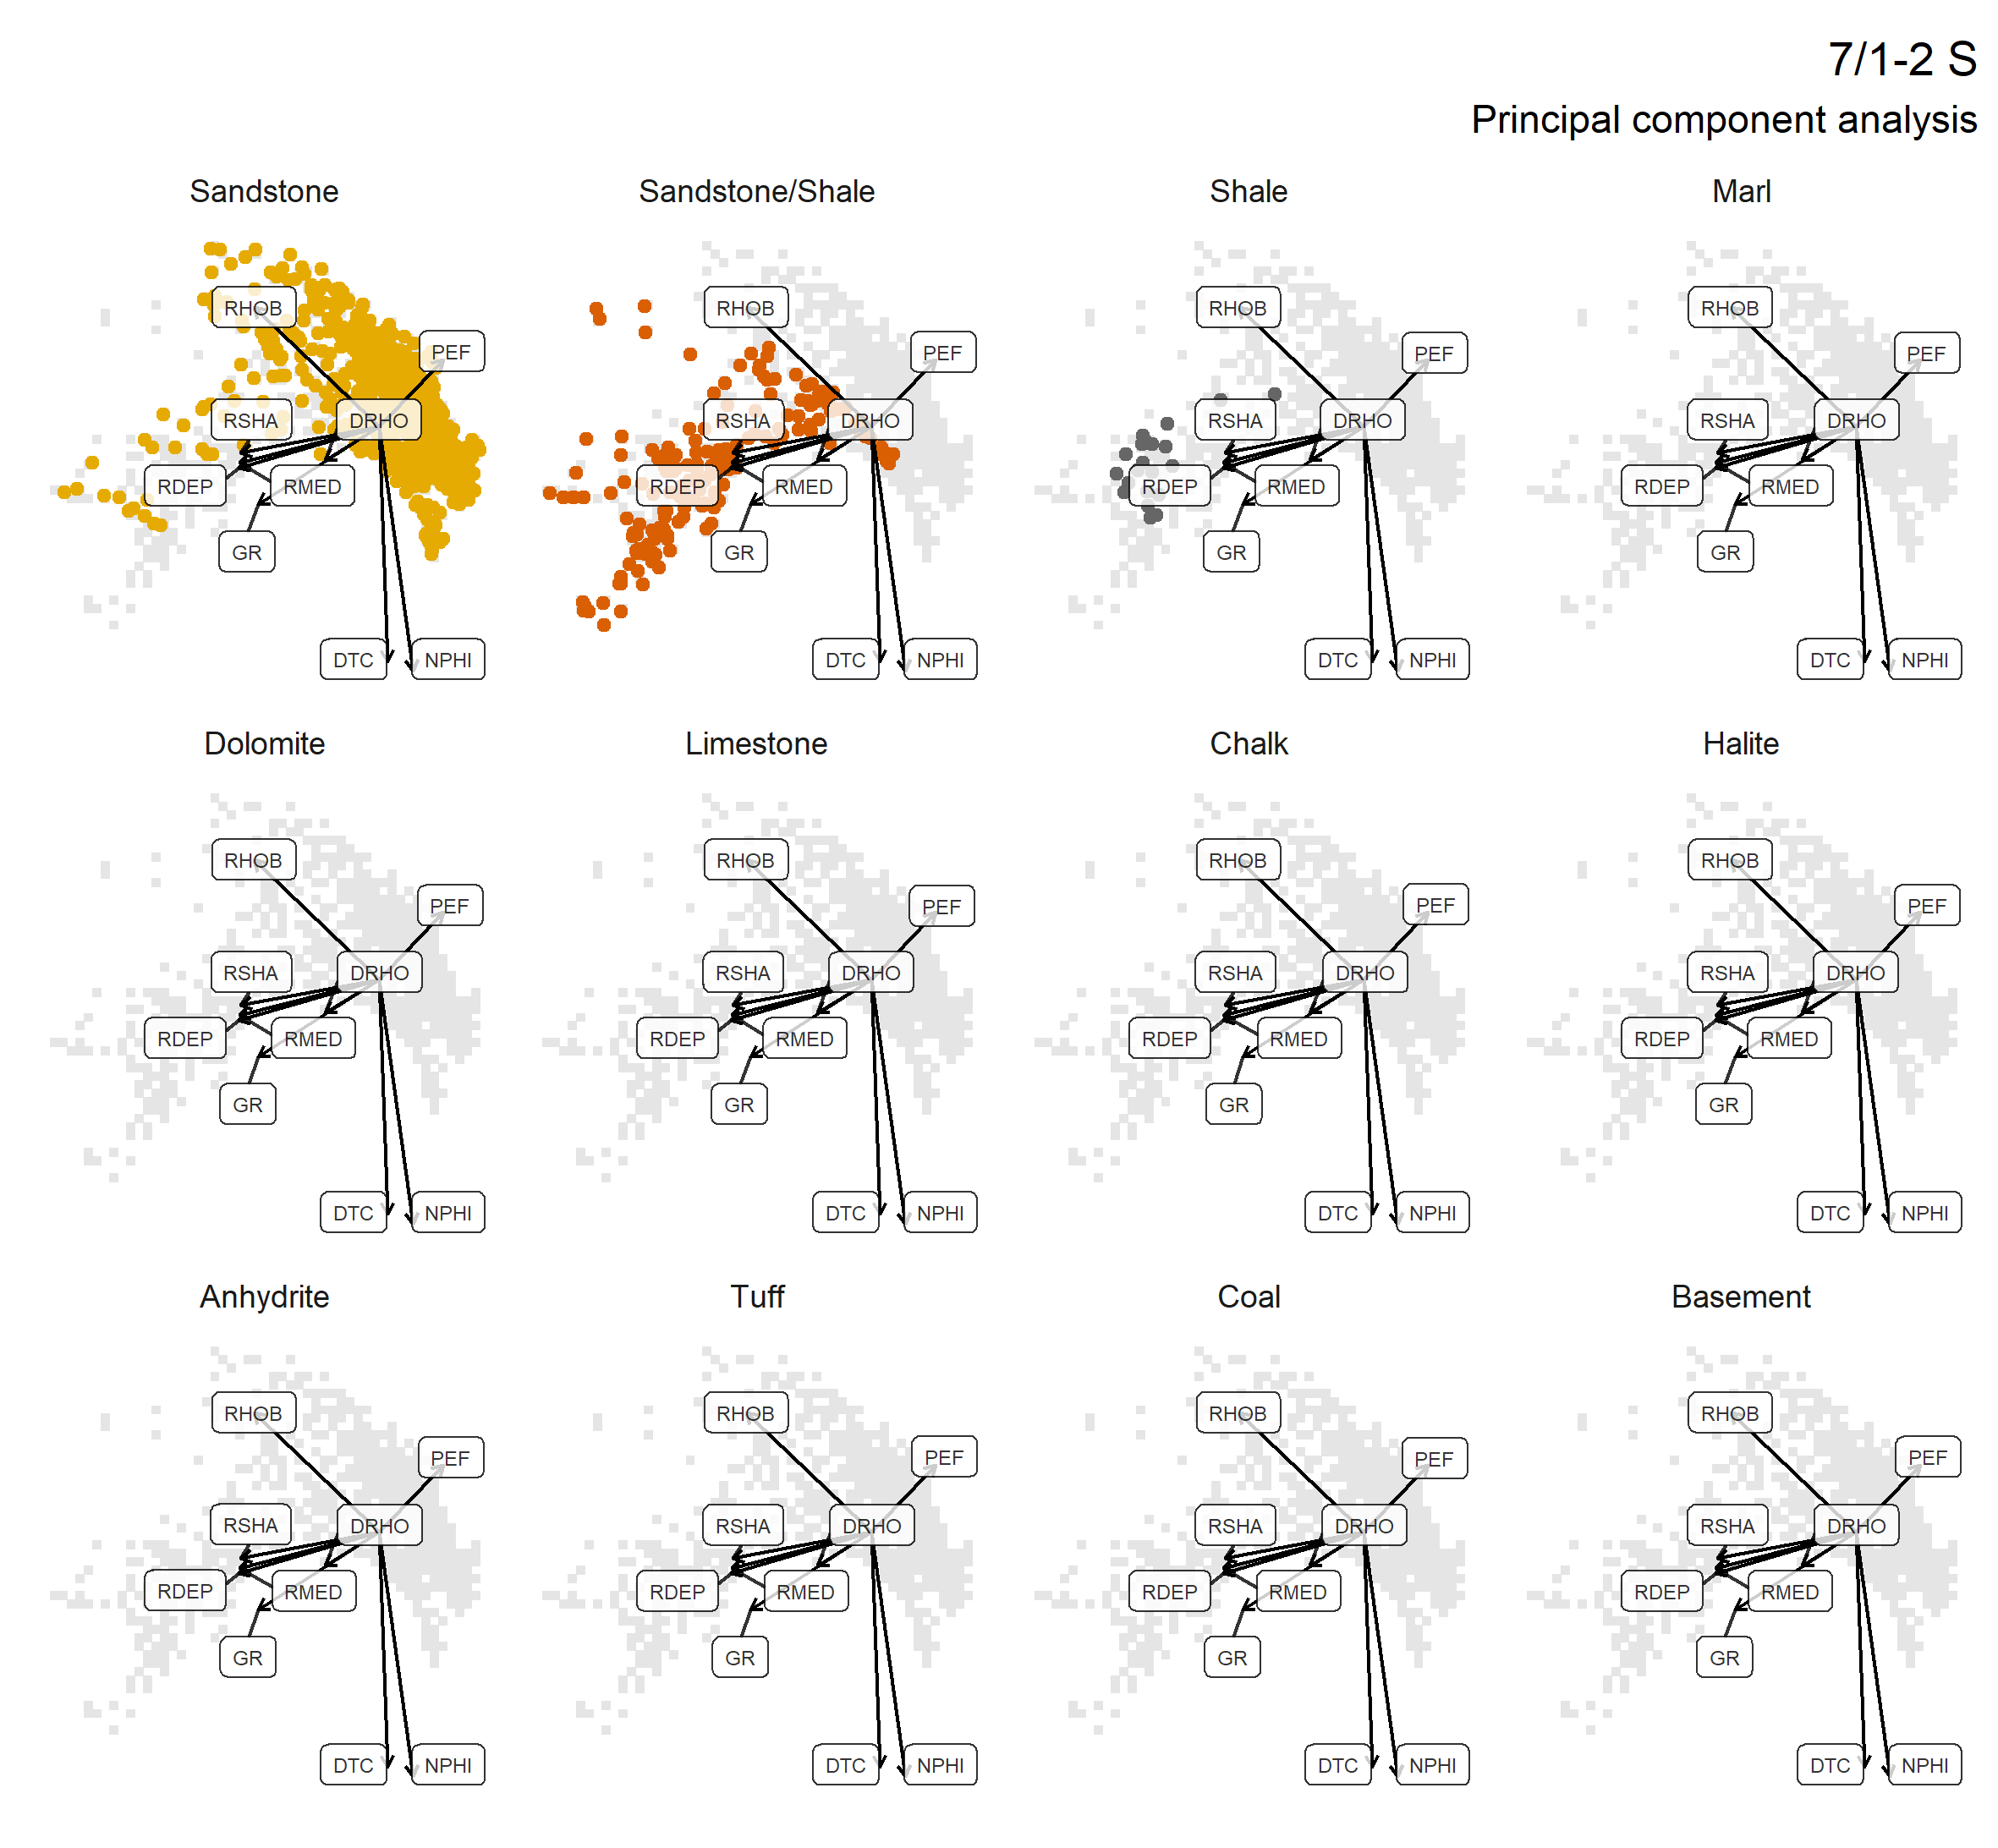 7/1-2 S
Principal component analysis
Sandstone
RHOB
PEF
RSHA
DRHO
RDEP
RMED
GR
DTC
NPHI
Sandstone/Shale
RHOB
PEF
RSHA
DRHO
RDEP
RMED
GR
DTC
NPHI
Shale
RHOB
PEF
RSHA
DRHO
RDEP
RMED
GR
DTC
NPHI
Marl
RHOB
PEF
RSHA
DRHO
RDEP
RMED
GR
DTC
NPHI
Dolomite
RHOB
PEF
RSHA
DRHO
RDEP
RMED
GR
DTC
NPHI
Limestone
RHOB
PEF
RSHA
DRHO
RDEP
RMED
GR
DTC
NPHI
Chalk
RHOB
PEF
RSHA
DRHO
RDEP
RMED
GR
DTC
NPHI
Halite
RHOB
PEF
RSHA
DRHO
RDEP
RMED
GR
DTC
NPHI
Anhydrite
RHOB
PEF
RSHA
DRHO
RDEP
RMED
GR
DTC
NPHI
Tuff
RHOB
PEF
RSHA
DRHO
RDEP
RMED
GR
DTC
NPHI
Coal
RHOB
PEF
RSHA
DRHO
RDEP
RMED
GR
DTC
NPHI
Basement
RHOB
PEF
RSHA
DRHO
RDEP
RMED
GR
DTC
NPHI